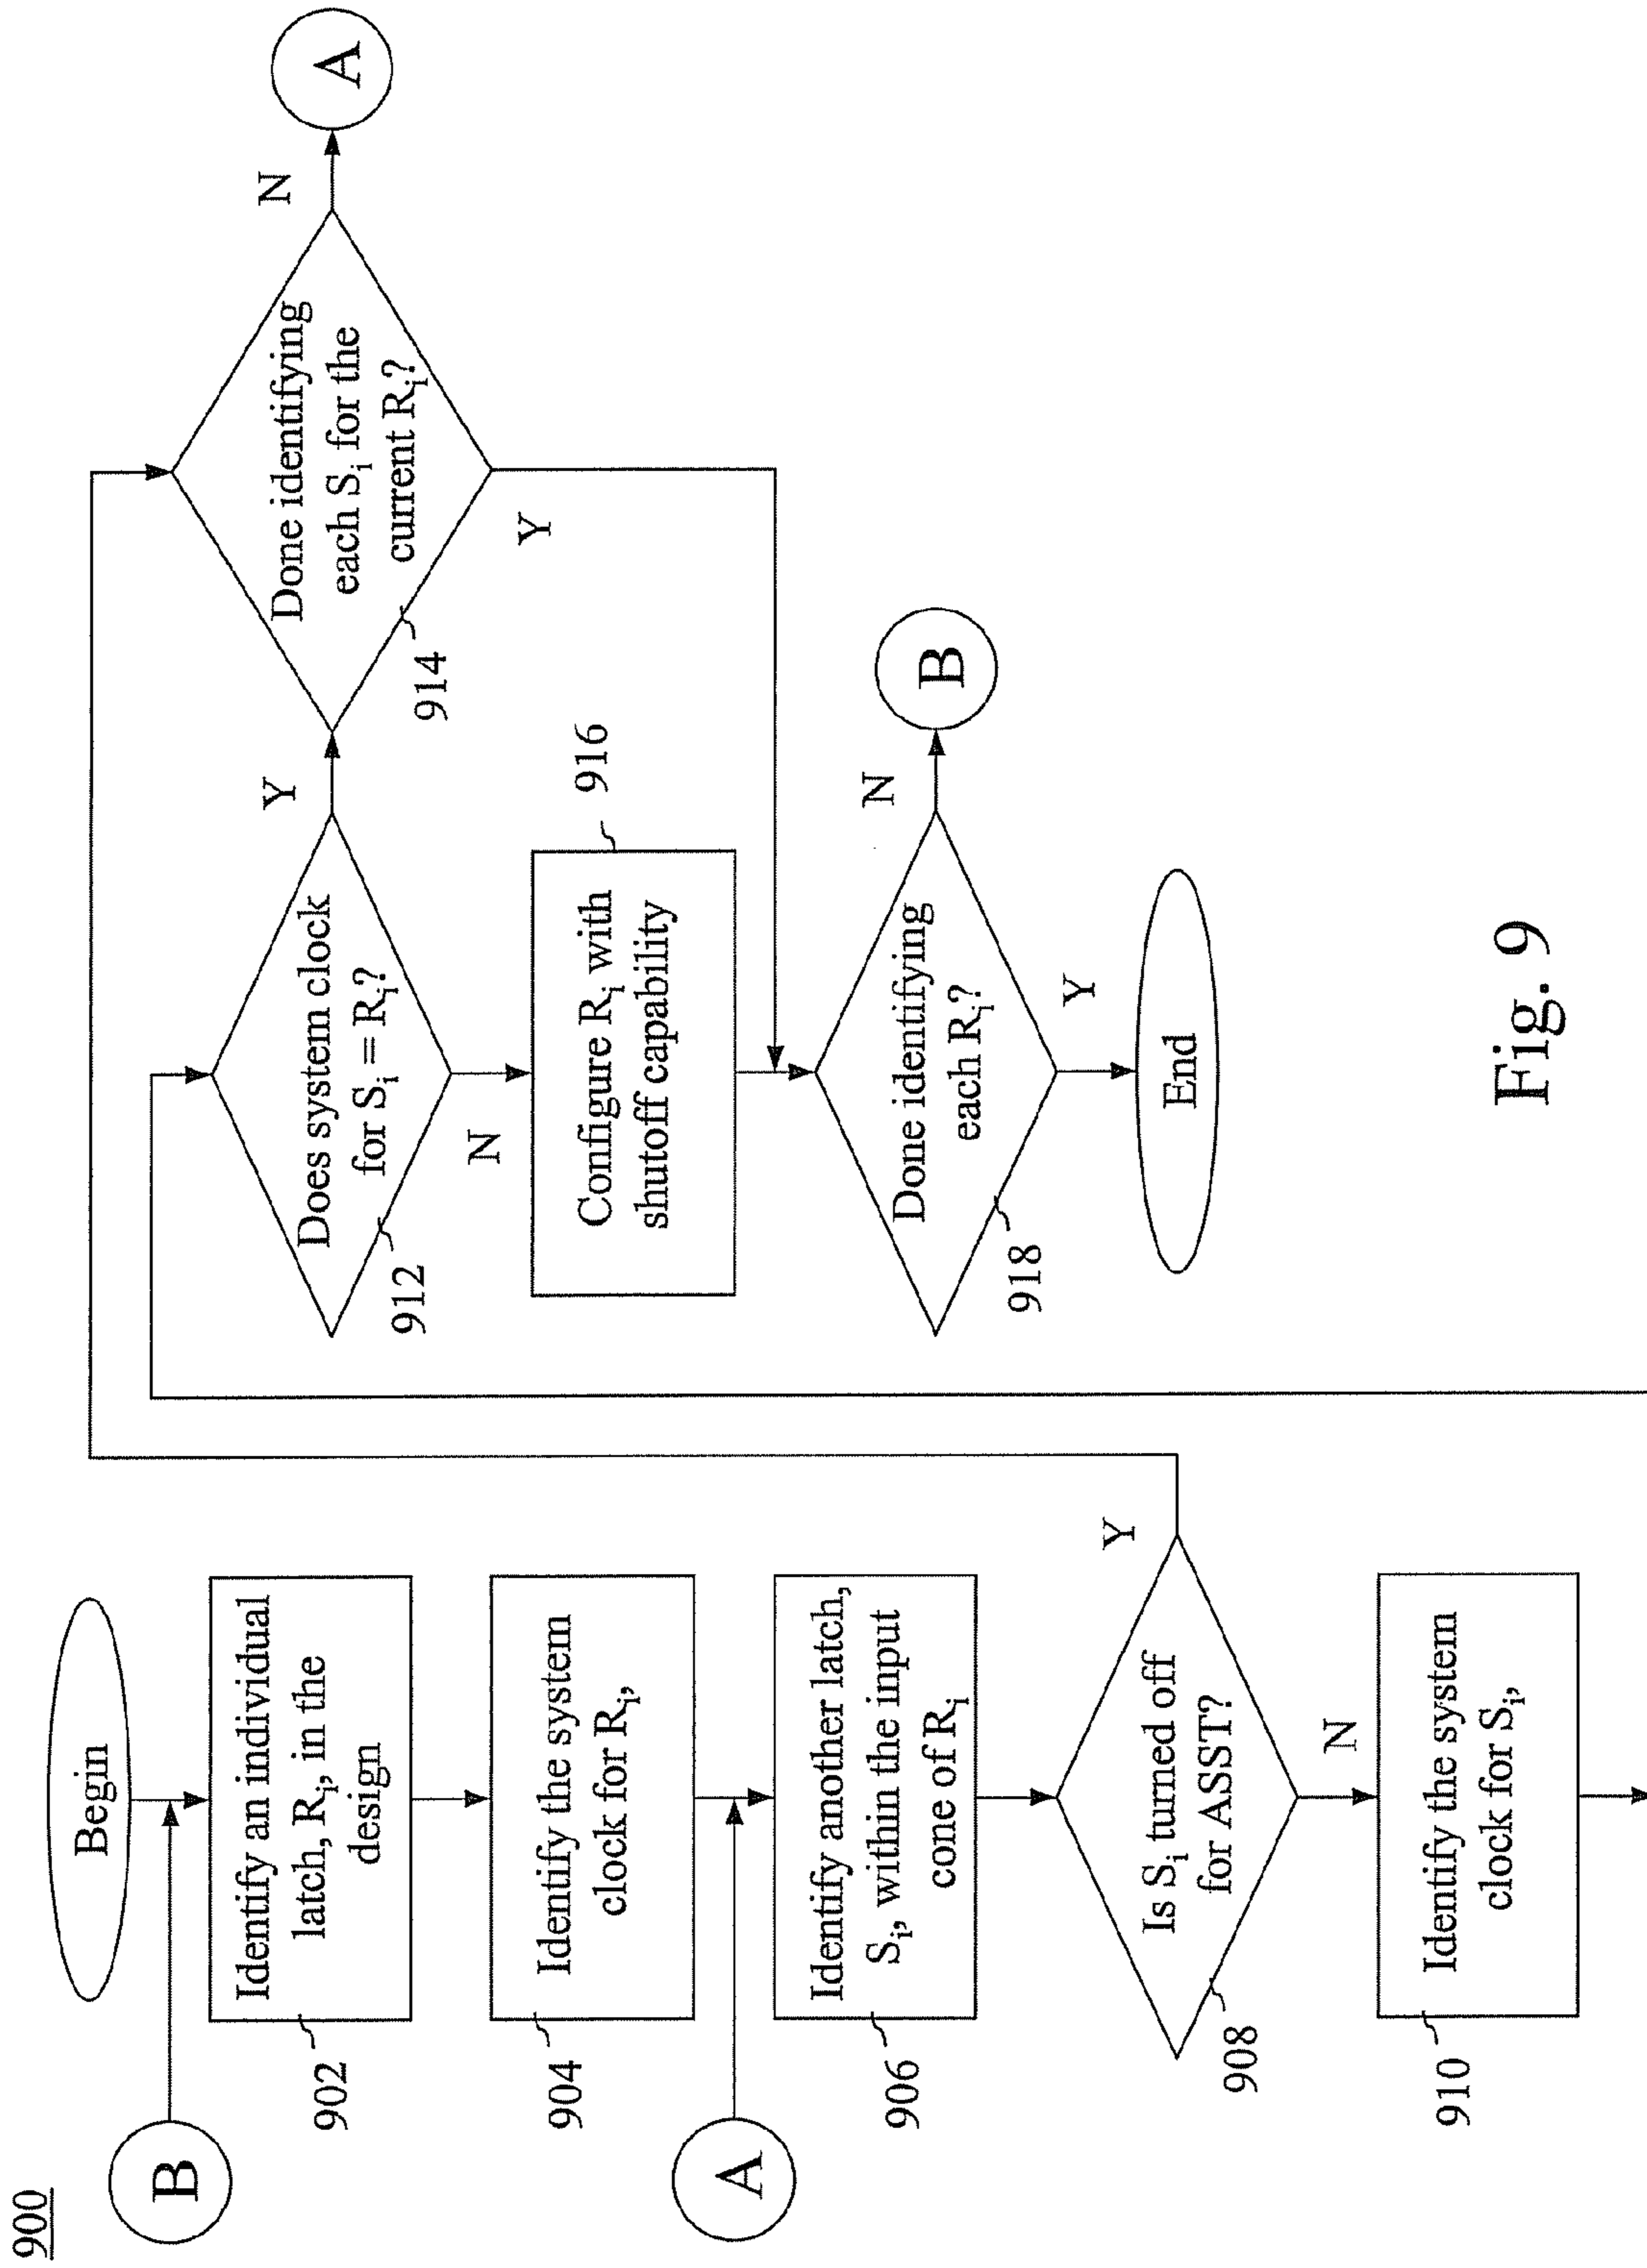 900
Begin
B
Identify an individual
latch, Ri, in the
design
902
Identify the system
clock for Ri,
904
A
Identify another latch,
Si, within the input
cone of Ri
906
Is Si turned off
for ASST?
908
Y
N
Identify the system
clock for Si,
910
Does system clock
for Si = Ri?
912
Y
N
Done identifying
each Si for the
current Ri?
914
N
A
Y
Configure Ri with
shutoff capability
916
Done identifying
each Ri?
918
N
B
Y
End
Fig. 9